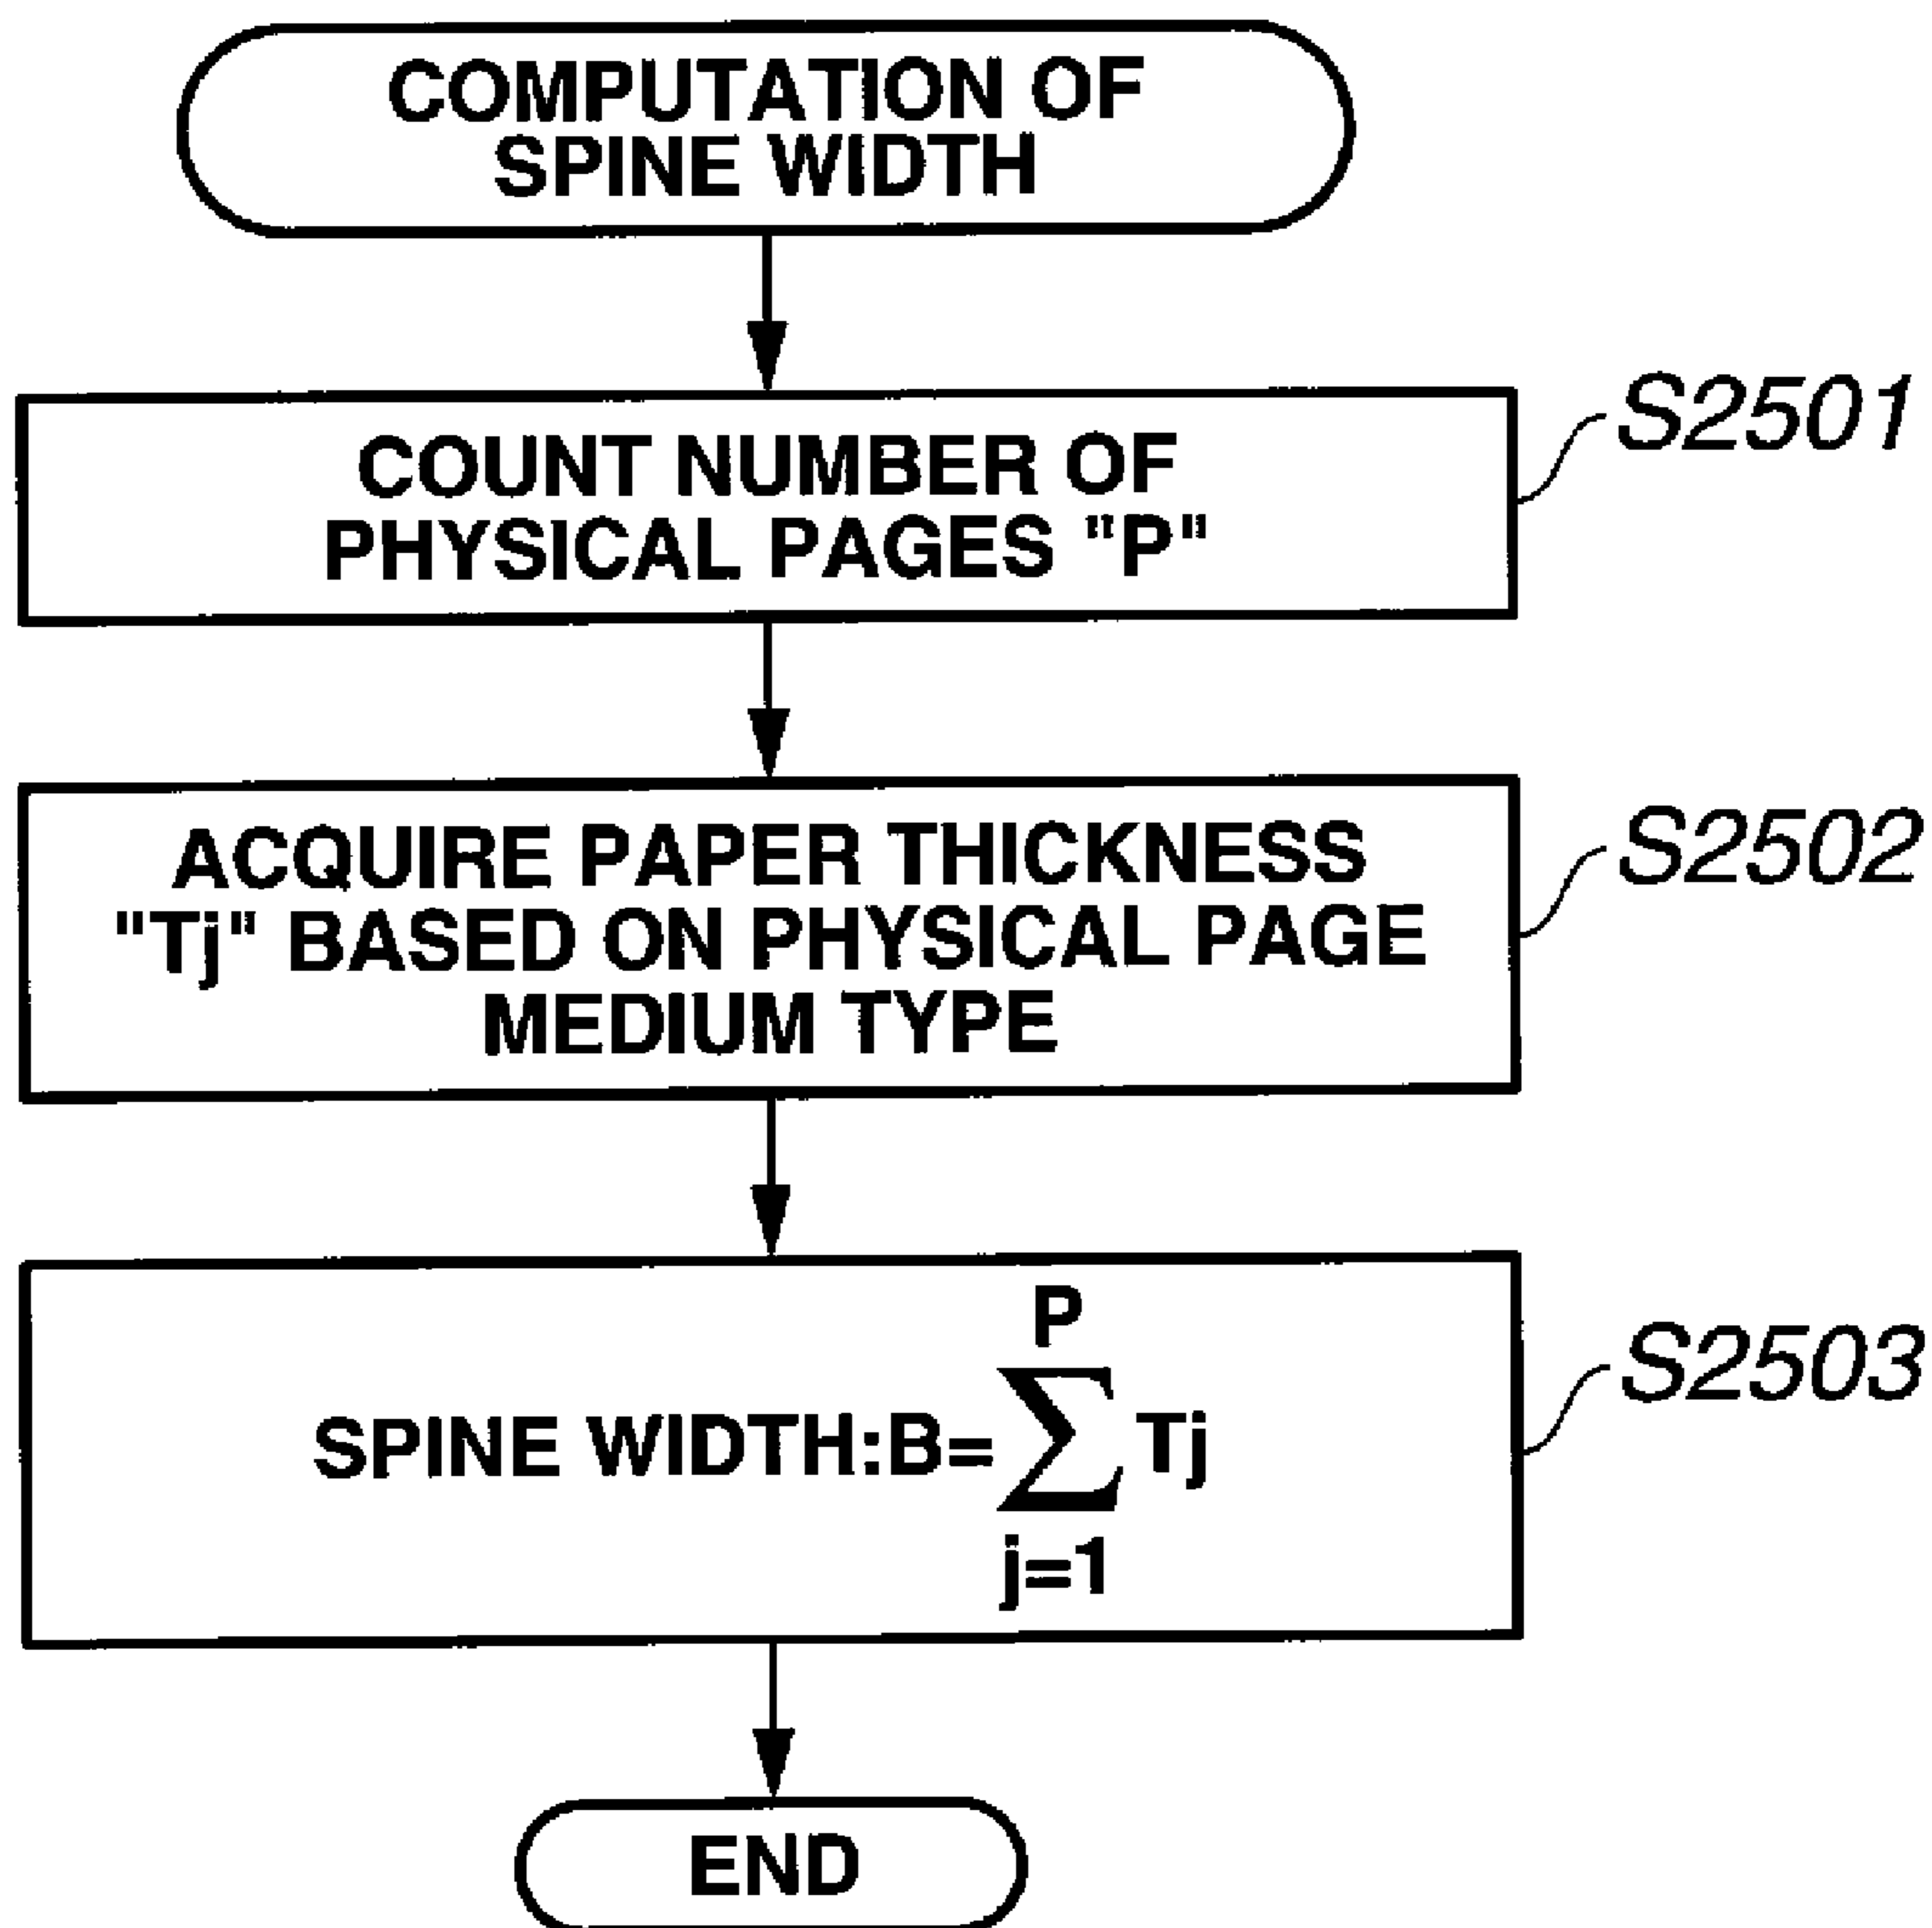 COMPUTATION OF
SPINE WIDTH
COUNT NUMBER OF
PHYSICAL PAGES "P"
S2501
ACQUIRE PAPER THICKNESS
"Tj" BASED ON PHYSICAL PAGE
MEDIUM TYPE
S2502
P
SPINE WIDTH:B=∑ Tj
j=1
S2503
END